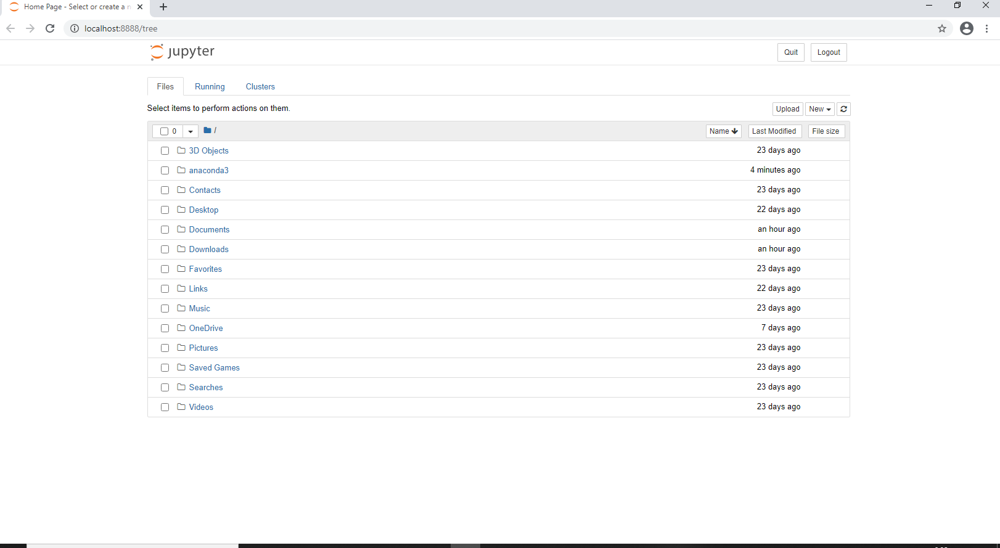 Home Page - Select or create a n
localhost:8888/tree
jupyter
Quit Logout
Files Running Clusters
Select items to perform actions on them.
Upload New
0 / Name Last Modified File size
3D Objects 23 days ago
anaconda3 4 minutes ago
Contacts 23 days ago
Desktop 22 days ago
Documents an hour ago
Downloads an hour ago
Favorites 23 days ago
Links 22 days ago
Music 23 days ago
OneDrive 7 days ago
Pictures 23 days ago
Saved Games 23 days ago
Searches 23 days ago
Videos 23 days ago